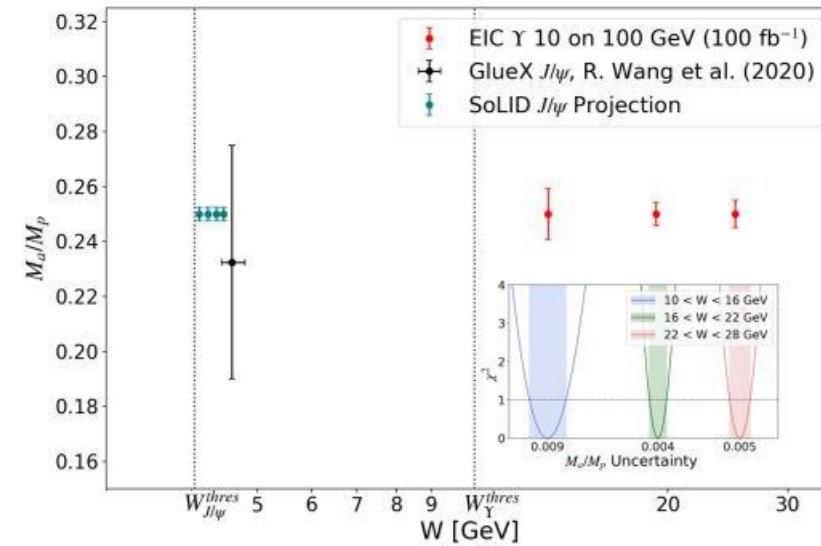 0.32
0.30
0.28
0.26
0.24
0.22
0.20
0.18
0.16
M_a/M_p
EIC ϒ 10 on 100 GeV (100 fb⁻¹)
GlueX J/ψ, R. Wang et al. (2020)
SoLID J/ψ Projection
4
3
2
1
0
χ²
10 < W < 16 GeV
16 < W < 22 GeV
22 < W < 28 GeV
0.009 0.004 0.005
M_a/M_p Uncertainty
W_{J/ψ}^{thres} 5 6 7 8 9 W_ϒ^{thres} 20 30
W [GeV]